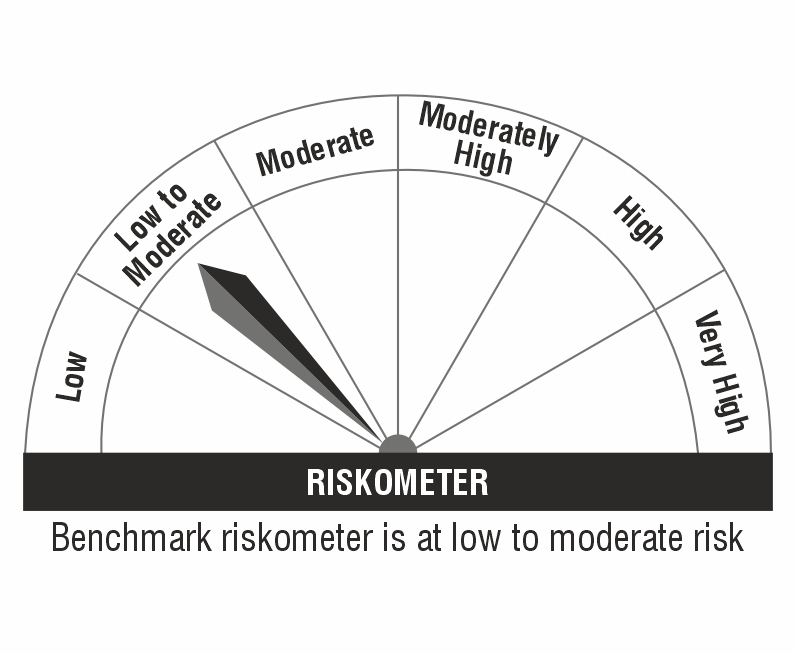 Low
Low to
Moderate
Moderate
Moderately
High
High
Very High
RISKOMETER
Benchmark riskometer is at low to moderate risk